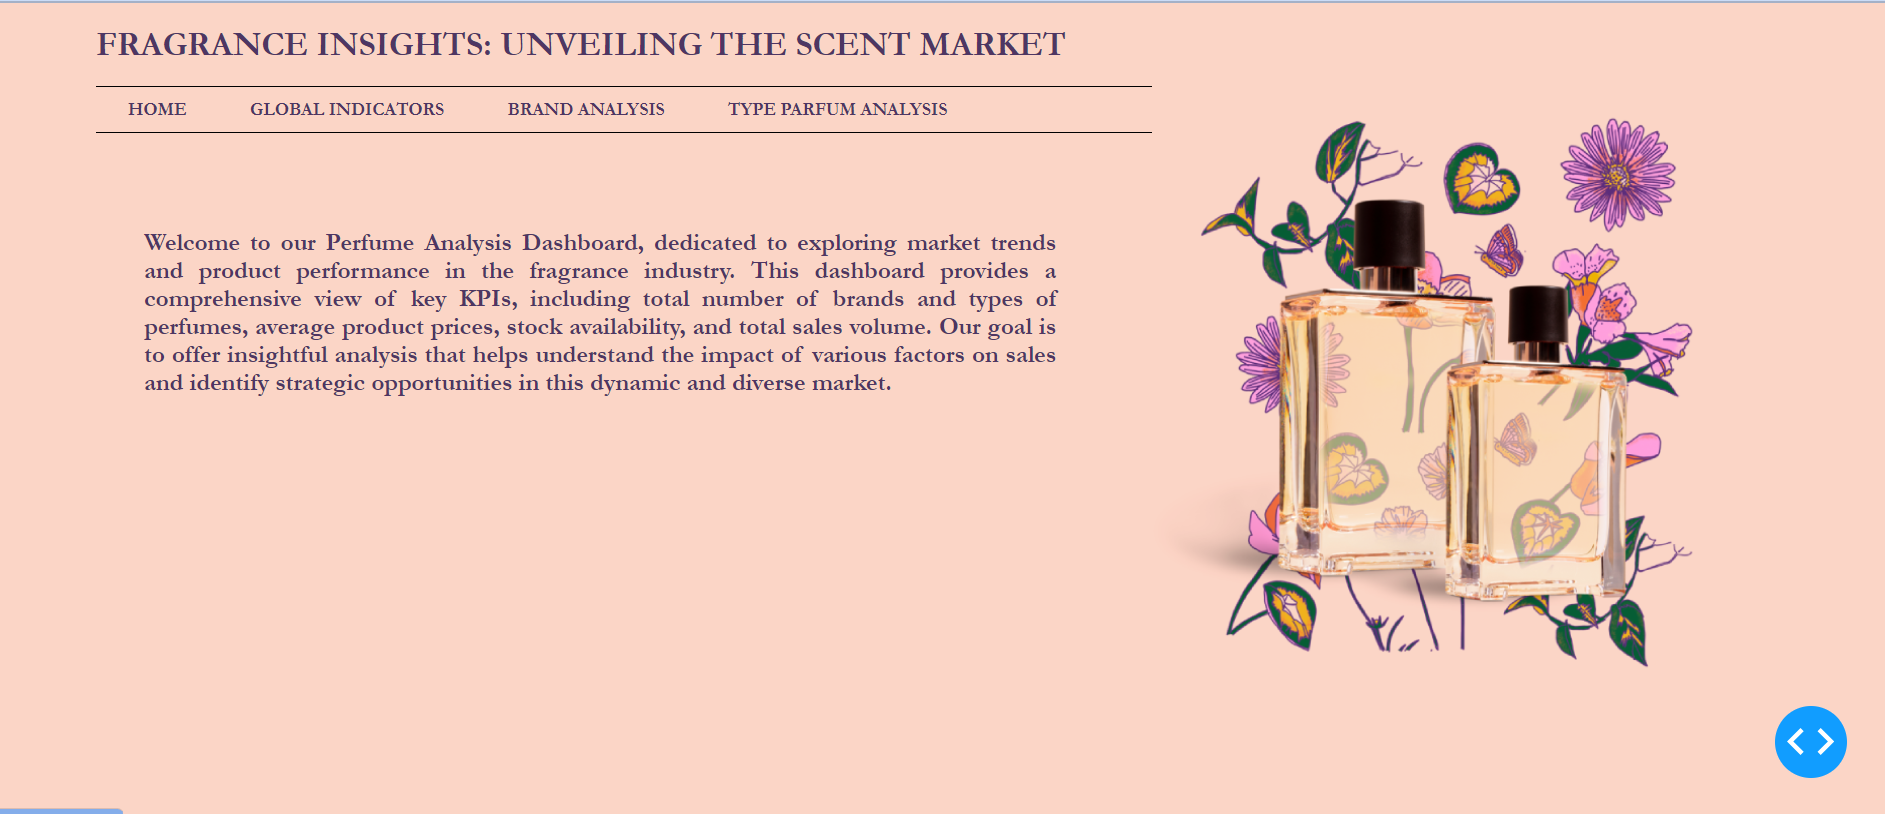 FRAGRANCE INSIGHTS: UNVEILING THE SCENT MARKET
HOME GLOBAL INDICATORS BRAND ANALYSIS TYPE PARFUM ANALYSIS
Welcome to our Perfume Analysis Dashboard, dedicated to exploring market trends
and product performance in the fragrance industry. This dashboard provides a
comprehensive view of key KPIs, including total number of brands and types of
perfumes, average product prices, stock availability, and total sales volume. Our goal is
to offer insightful analysis that helps understand the impact of various factors on sales
and identify strategic opportunities in this dynamic and diverse market.